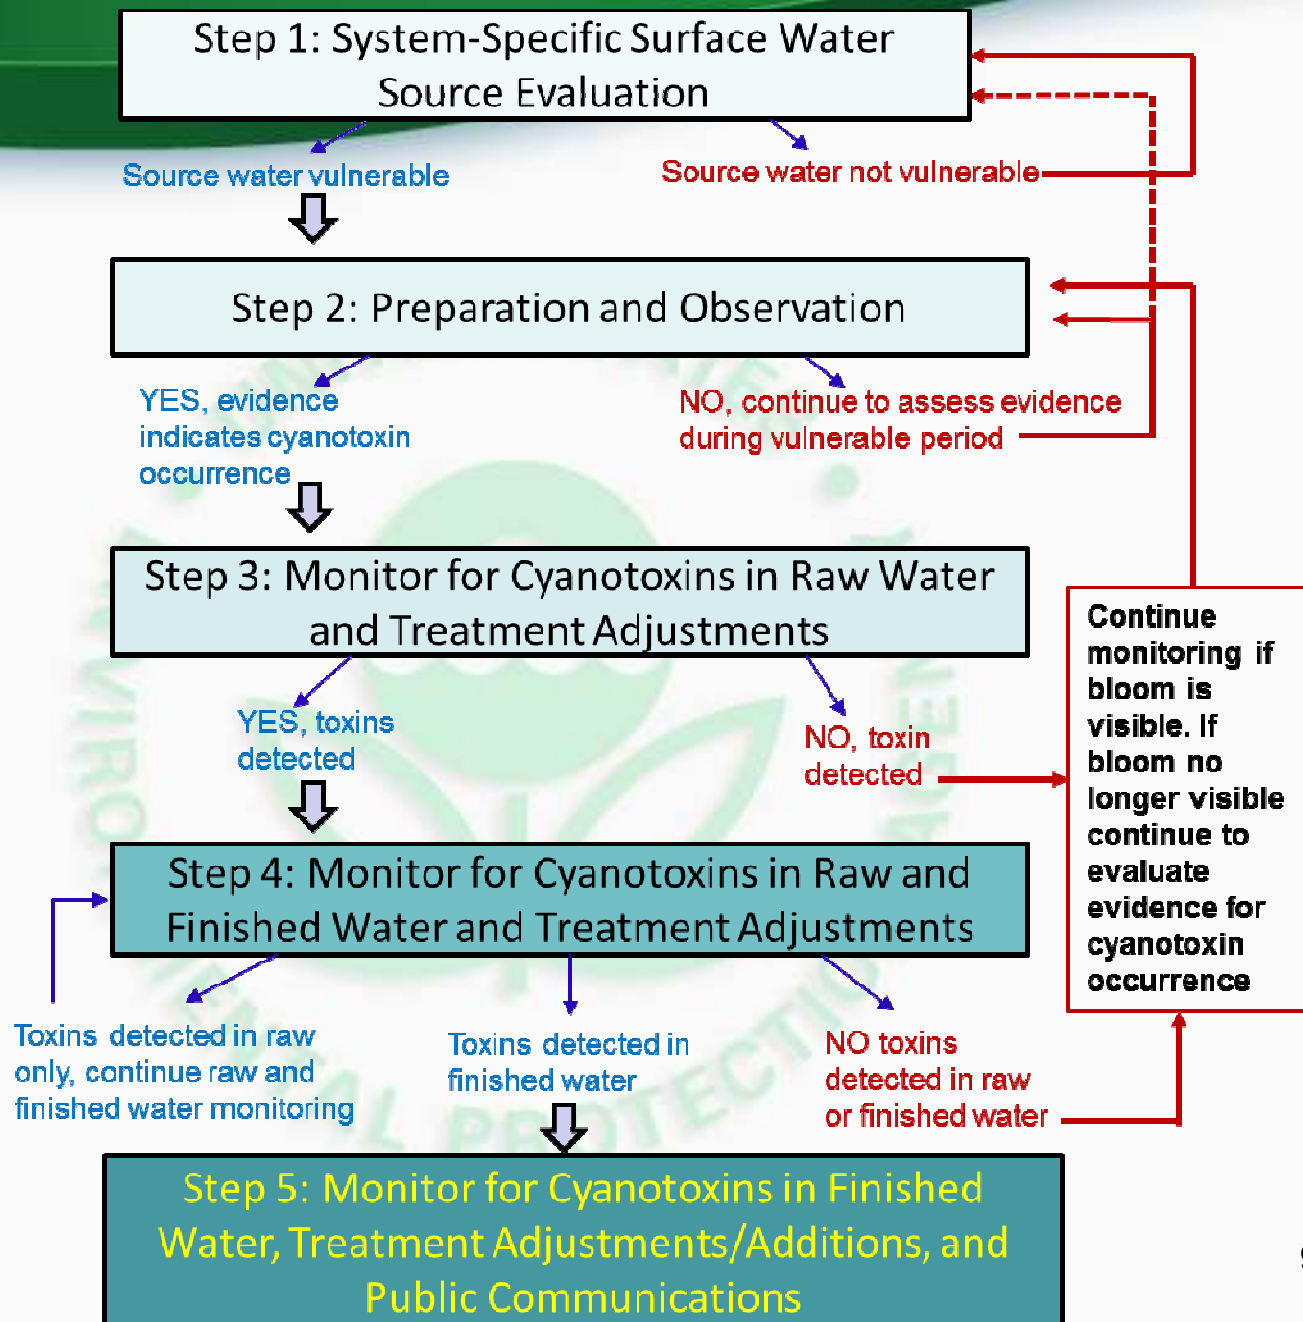 Step 1: System-Specific Surface Water
Source Evaluation
Source water vulnerable
Source water not vulnerable
Step 2: Preparation and Observation
YES, evidence
indicates cyanotoxin
occurrence
NO, continue to assess evidence
during vulnerable period
Step 3: Monitor for Cyanotoxins in Raw Water
and Treatment Adjustments
YES, toxins
detected
NO, toxin
detected
Continue
monitoring if
bloom is
visible. If
bloom no
longer visible
continue to
evaluate
evidence for
cyanotoxin
occurrence
Step 4: Monitor for Cyanotoxins in Raw and
Finished Water and Treatment Adjustments
Toxins detected in raw
only, continue raw and
finished water monitoring
Toxins detected in
finished water
NO toxins
detected in raw
or finished water
Step 5: Monitor for Cyanotoxins in Finished
Water, Treatment Adjustments/Additions, and
Public Communications